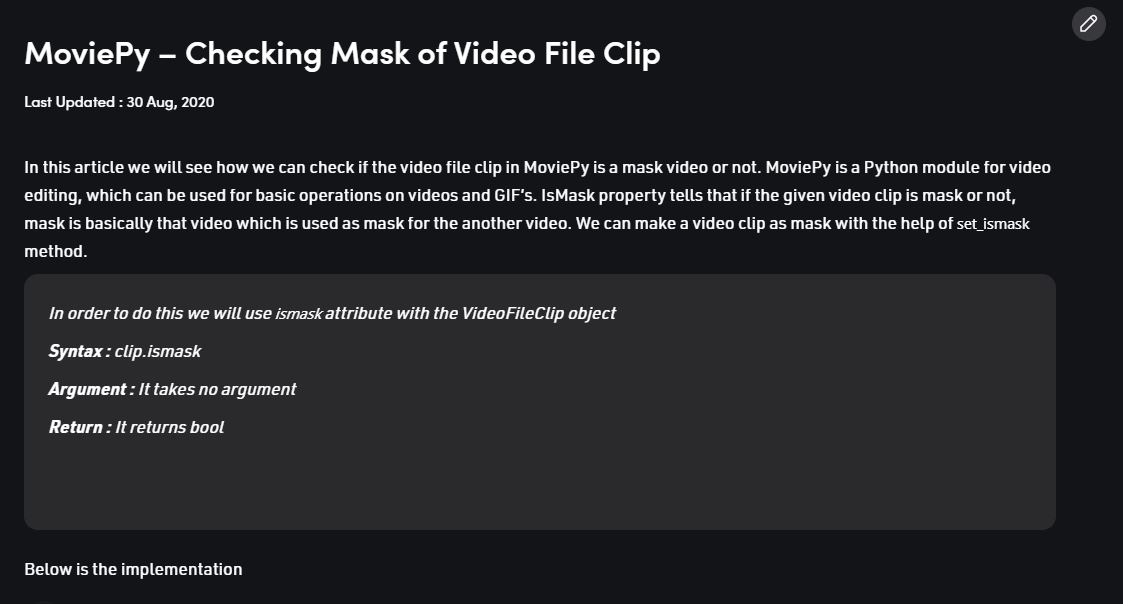 MoviePy – Checking Mask of Video File Clip
Last Updated : 30 Aug, 2020
In this article we will see how we can check if the video file clip in MoviePy is a mask video or not. MoviePy is a Python module for video
editing, which can be used for basic operations on videos and GIF’s. IsMask property tells that if the given video clip is mask or not,
mask is basically that video which is used as mask for the another video. We can make a video clip as mask with the help of set_ismask
method.
In order to do this we will use ismask attribute with the VideoFileClip object
Syntax : clip.ismask
Argument : It takes no argument
Return : It returns bool
Below is the implementation